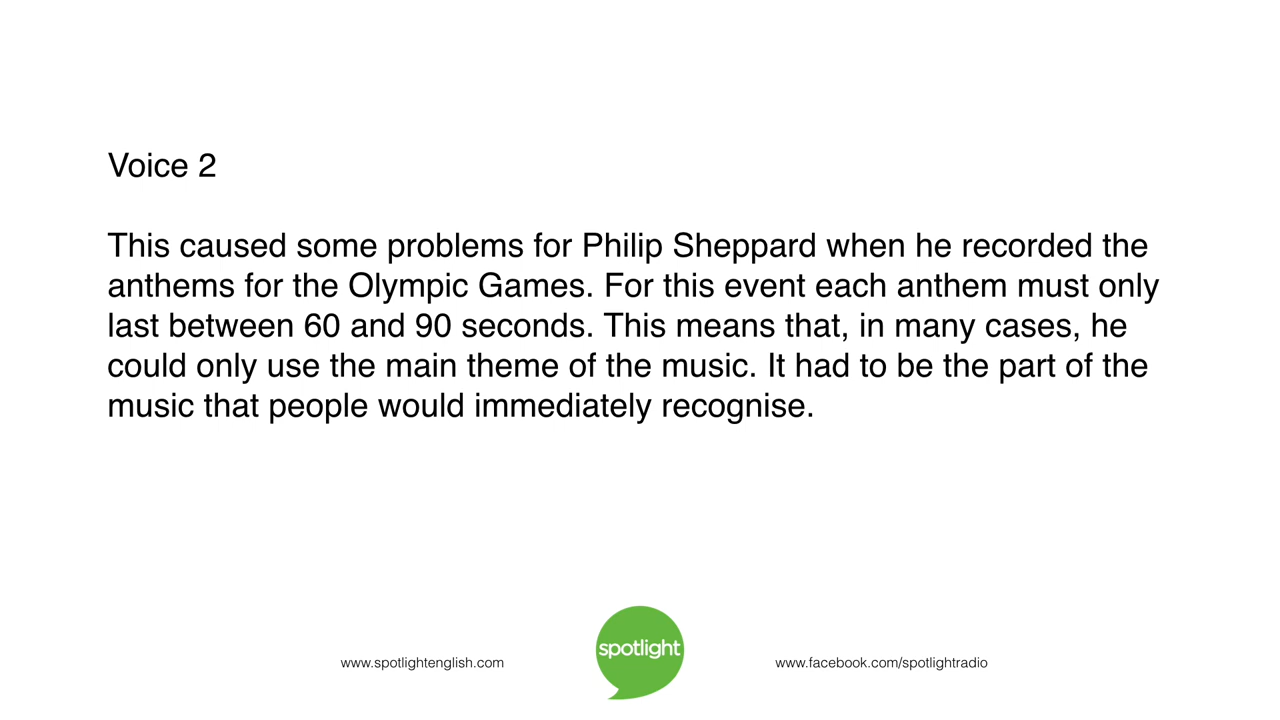 Voice 2
This caused some problems for Philip Sheppard when he recorded the
anthems for the Olympic Games. For this event each anthem must only
last between 60 and 90 seconds. This means that, in many cases, he
could only use the main theme of the music. It had to be the part of the
music that people would immediately recognise.
www.spotlightenglish.com
spotlight
www.facebook.com/spotlightradio